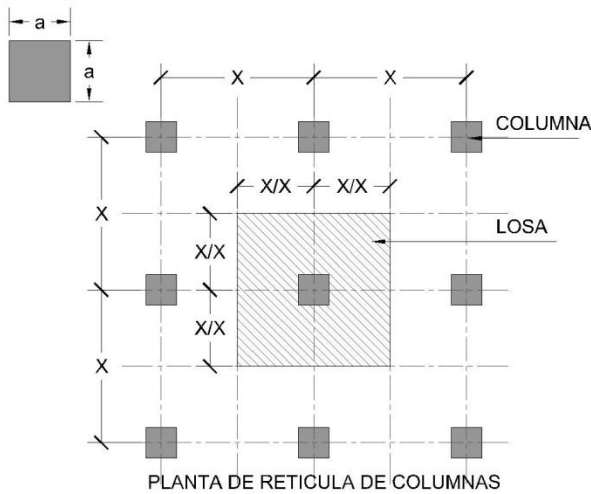 a
a
X X
COLUMNA
X/X X/X
X
X/X
LOSA
X/X
X
PLANTA DE RETICULA DE COLUMNAS